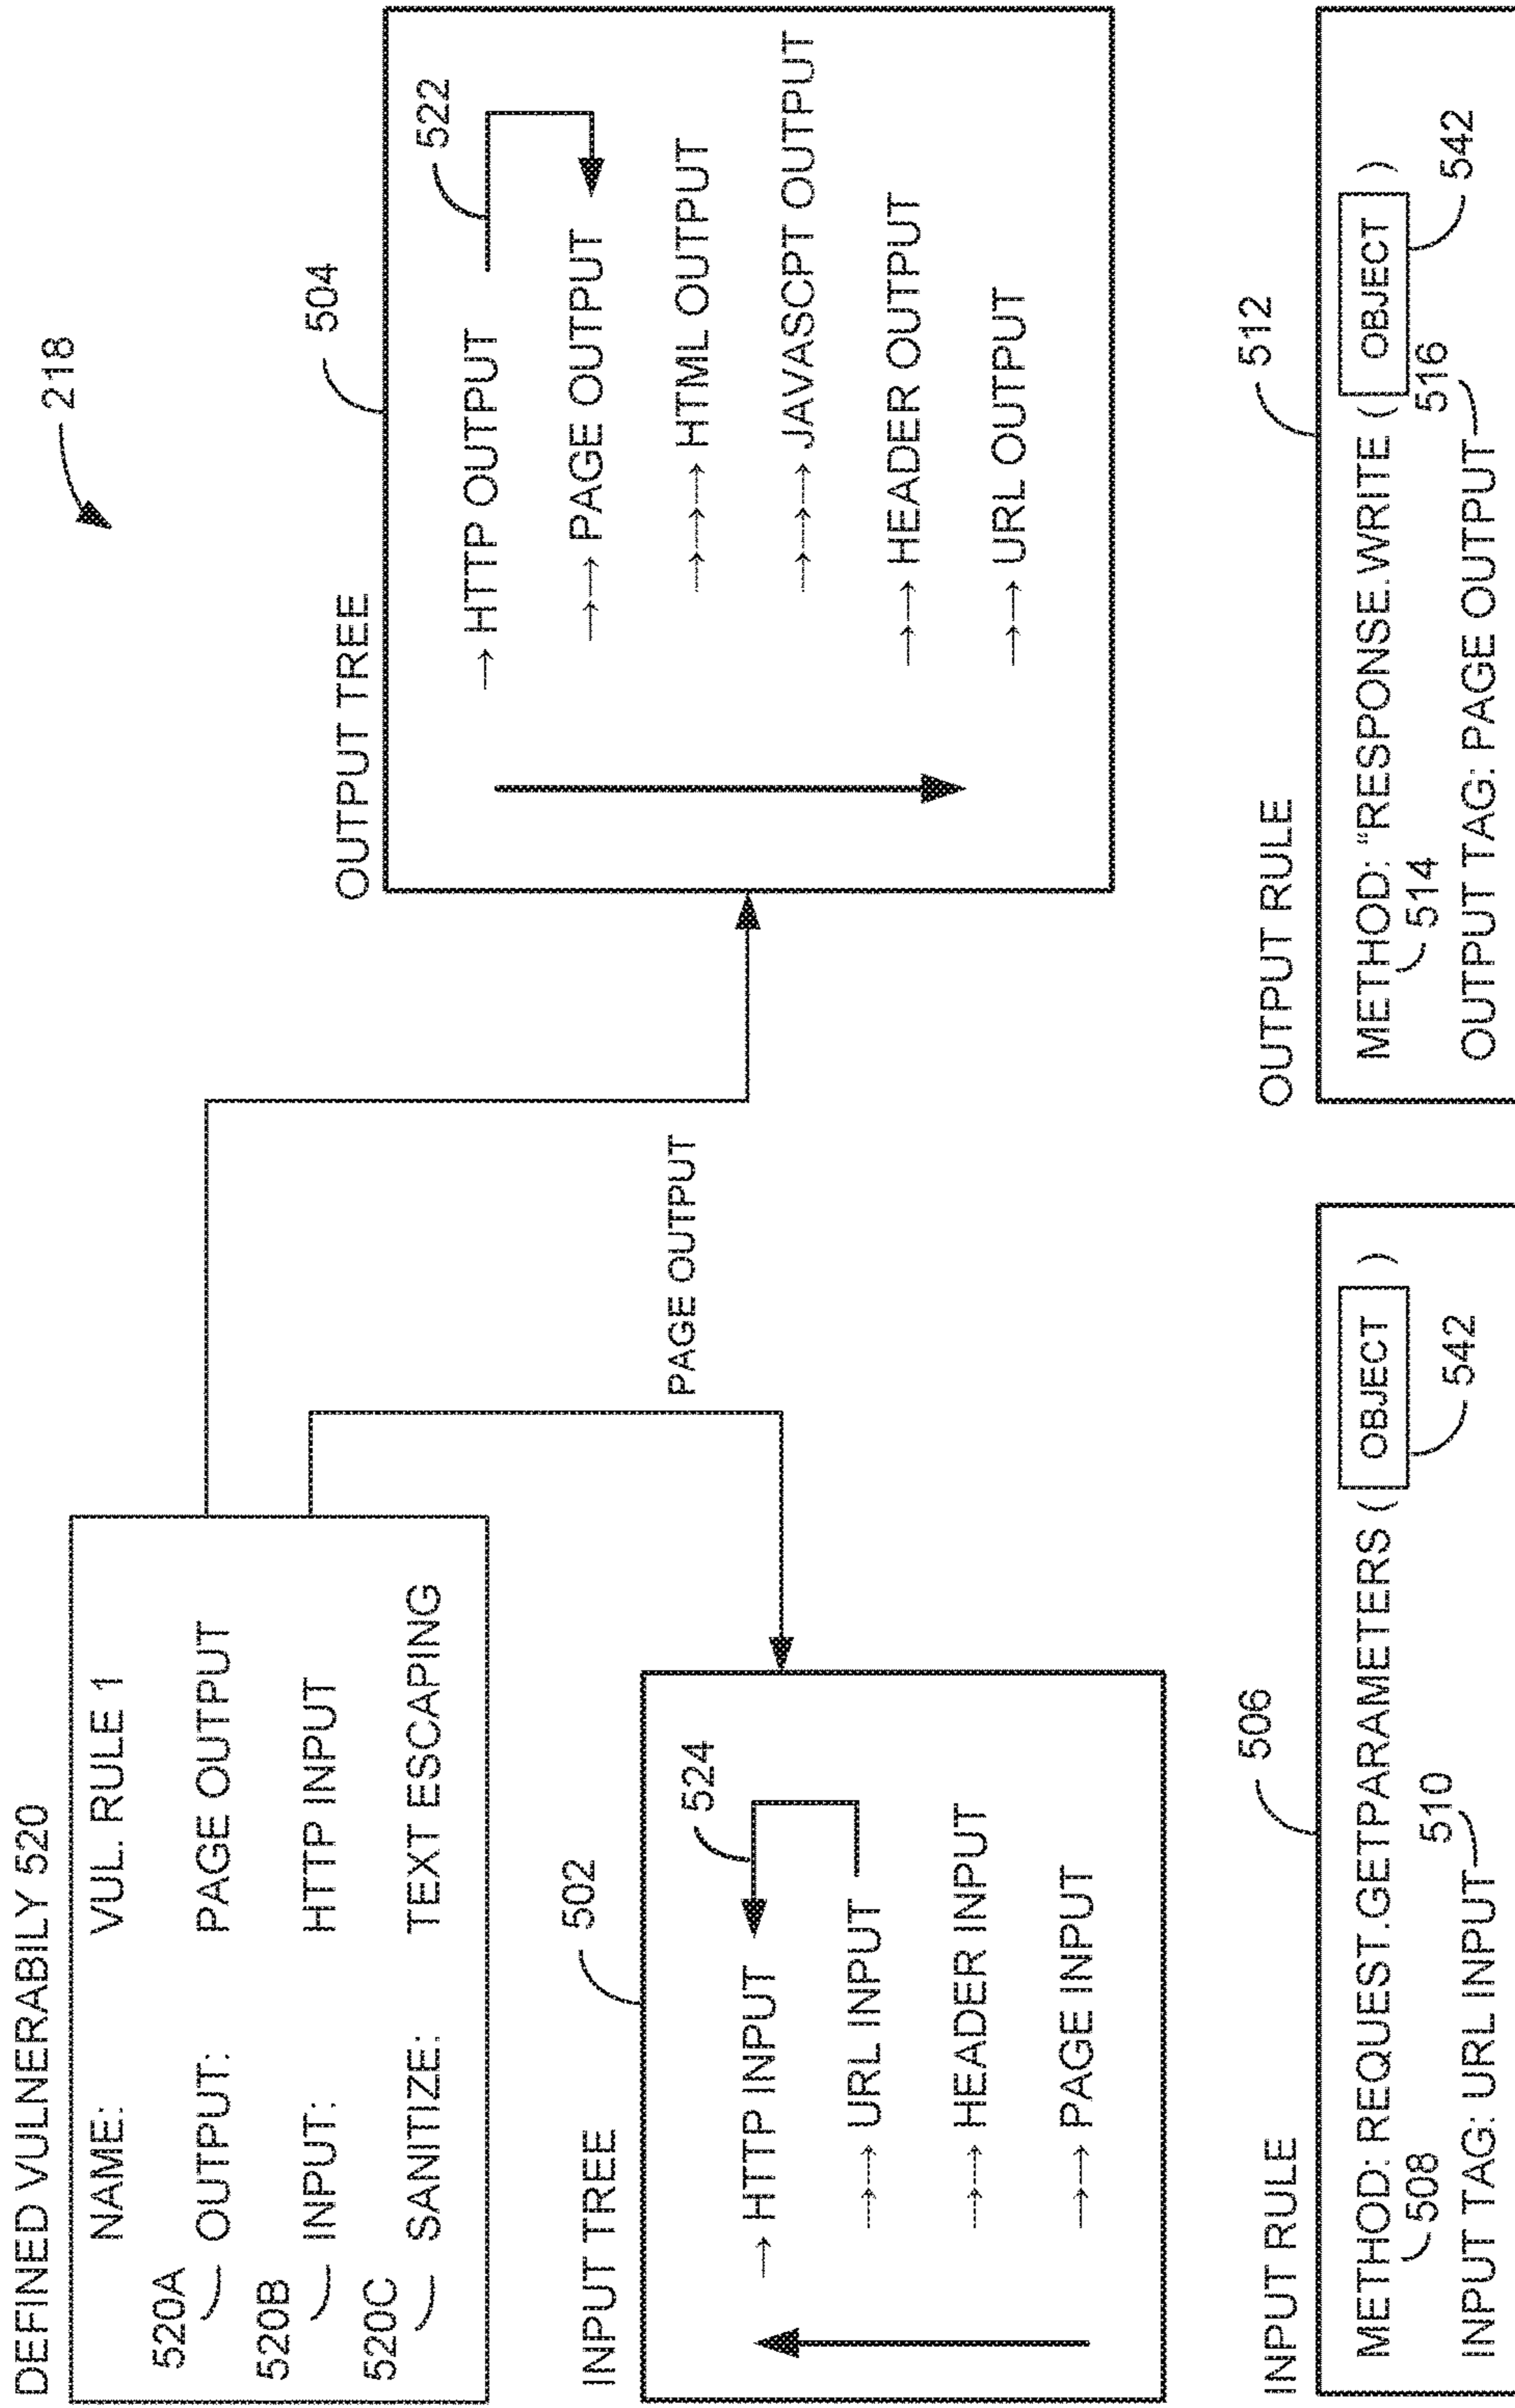 218
DEFINED VULNERABILY 520
NAME: VUL. RULE 1
520A
OUTPUT: PAGE OUTPUT
520B
INPUT: HTTP INPUT
520C
SANITIZE: TEXT ESCAPING
PAGE OUTPUT
INPUT TREE
502
→ HTTP INPUT
524
→→ URL INPUT
→→ HEADER INPUT
→→ PAGE INPUT
OUTPUT TREE
504
→ HTTP OUTPUT
522
→→ PAGE OUTPUT
→→→ HTML OUTPUT
→→→ JAVASCPT OUTPUT
→→ HEADER OUTPUT
→→ URL OUTPUT
INPUT RULE
506
METHOD: REQUEST.GETPARAMETERS ( OBJECT )
508
510
542
INPUT TAG: URL INPUT
OUTPUT RULE
512
METHOD: "RESPONSE.WRITE ( OBJECT )
514
516
542
OUTPUT TAG: PAGE OUTPUT